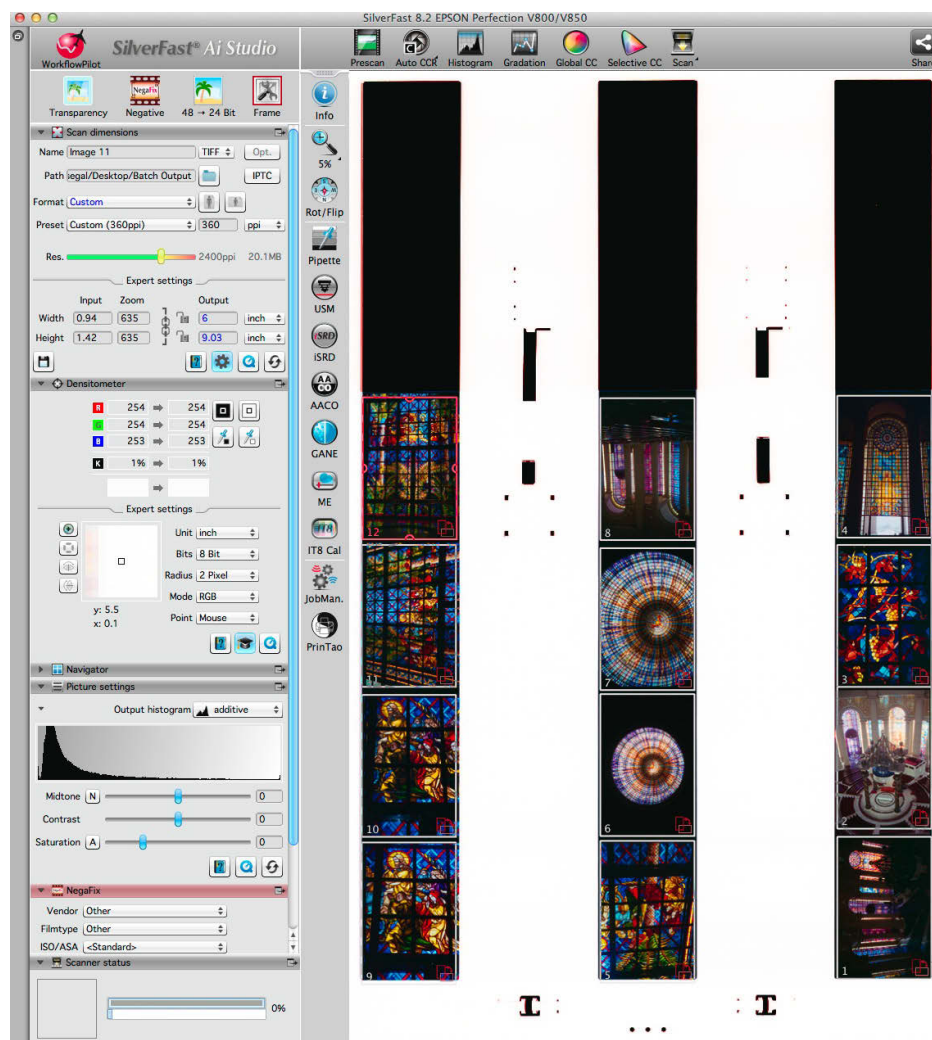 SilverFast 8.2 EPSON Perfection V800/V850
SilverFast® Ai Studio
WorkflowPilot
Prescan Auto CCR Histogram Gradation Global CC Selective CC Scan Share
NegaFix
Transparency Negative 48 → 24 Bit Frame
Scan dimensions
Name Image 11 TIFF Opt.
Path segal/Desktop/Batch Output IPTC
Format Custom
Preset Custom (360ppi) 360 ppi
Res. 2400ppi 20.1MB
Expert settings
Input Zoom Output
Width 0.94 635 6 inch
Height 1.42 635 9.03 inch
Densitometer
R 254 ➡ 254
G 254 ➡ 254
B 253 ➡ 253
K 1% ➡ 1%
➡
Expert settings
Unit inch
Bits 8 Bit
Radius 2 Pixel
Mode RGB
Point Mouse
y: 5.5
x: 0.1
Navigator
Picture settings
Output histogram additive
Midtone N 0
Contrast 0
Saturation A 0
NegaFix
Vendor Other
Filmtype Other
ISO/ASA <Standard>
Scanner status
0%
Info
5%
Rot/Flip
Pipette
USM
iSRD
iSRD
AACO
GANE
ME
IT8
IT8 Cal
JobMan.
PrinTao
12 8 4
11 7 3
10 6 2
9 5 1